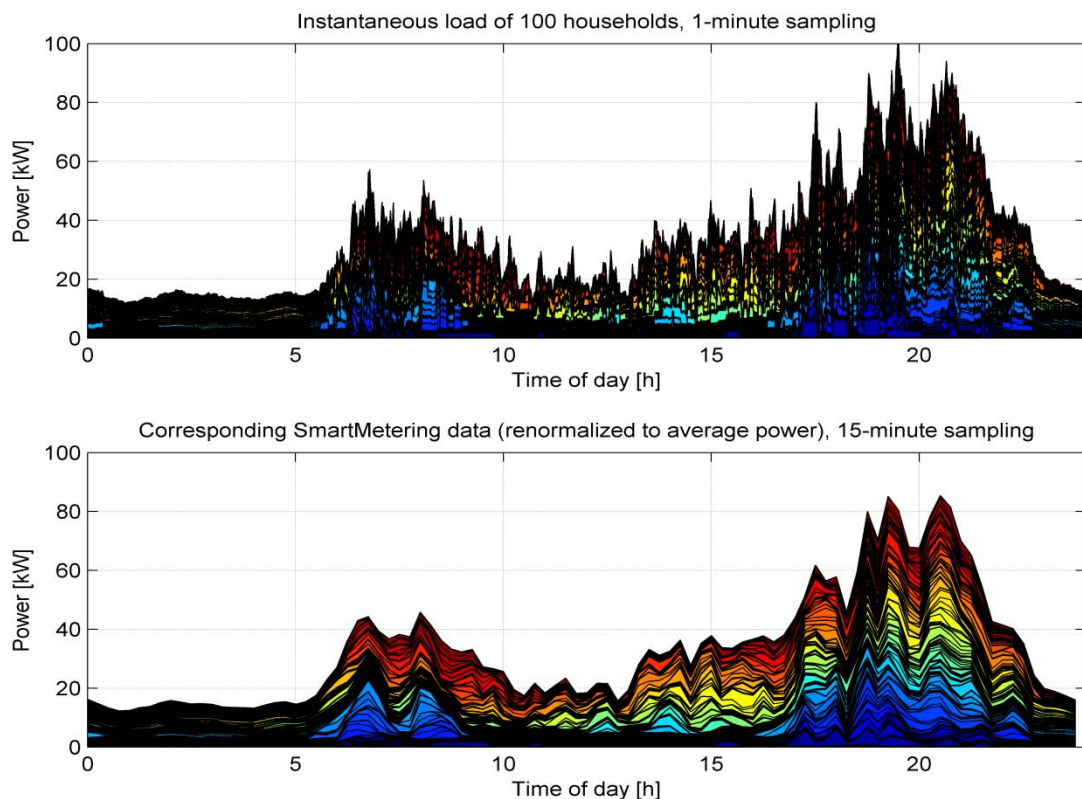 Instantaneous load of 100 households, 1-minute sampling
100
80
60
40
20
0
Power [kW]
0 5 10 15 20
Time of day [h]
Corresponding SmartMetering data (renormalized to average power), 15-minute sampling
100
80
60
40
20
0
Power [kW]
0 5 10 15 20
Time of day [h]